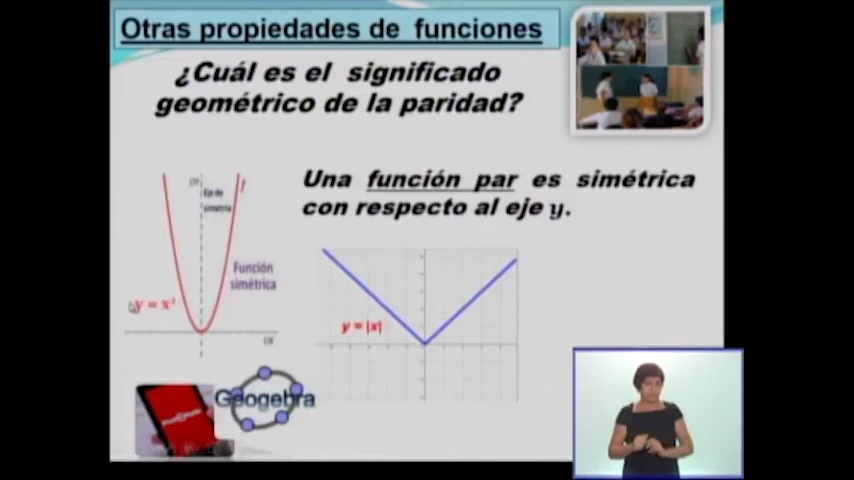 Otras propiedades de funciones
¿Cuál es el significado
geométrico de la paridad?
Una función par es simétrica
con respecto al eje y.
Eje de
simetría
f
Función
simétrica
y = x²
OX
y = |x|
Geogebra